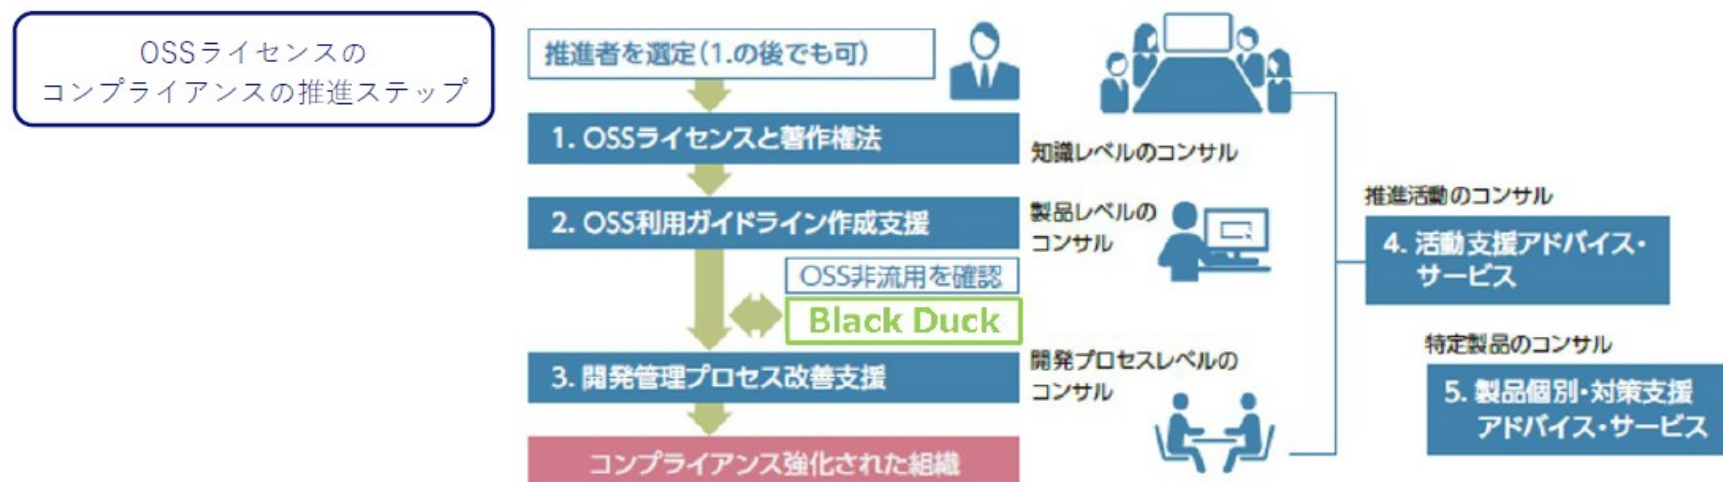 OSSライセンスの
コンプライアンスの推進ステップ
推進者を選定(1.の後でも可)
1. OSSライセンスと著作権法
知識レベルのコンサル
2. OSS利用ガイドライン作成支援
製品レベルの
コンサル
OSS非流用を確認
Black Duck
3. 開発管理プロセス改善支援
開発プロセスレベルの
コンサル
コンプライアンス強化された組織
推進活動のコンサル
4. 活動支援アドバイス・
サービス
特定製品のコンサル
5. 製品個別・対策支援
アドバイス・サービス